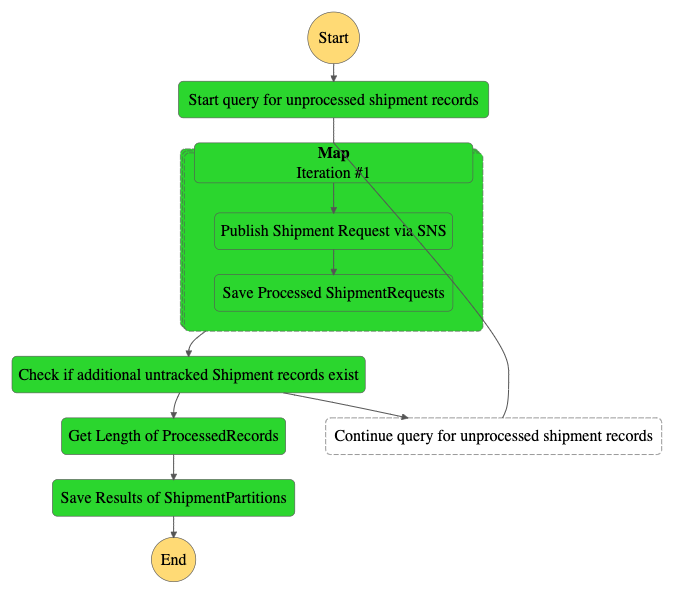 Start
Start query for unprocessed shipment records
Map
Iteration #1
Publish Shipment Request via SNS
Save Processed ShipmentRequests
Check if additional untracked Shipment records exist
Get Length of ProcessedRecords
Continue query for unprocessed shipment records
Save Results of ShipmentPartitions
End